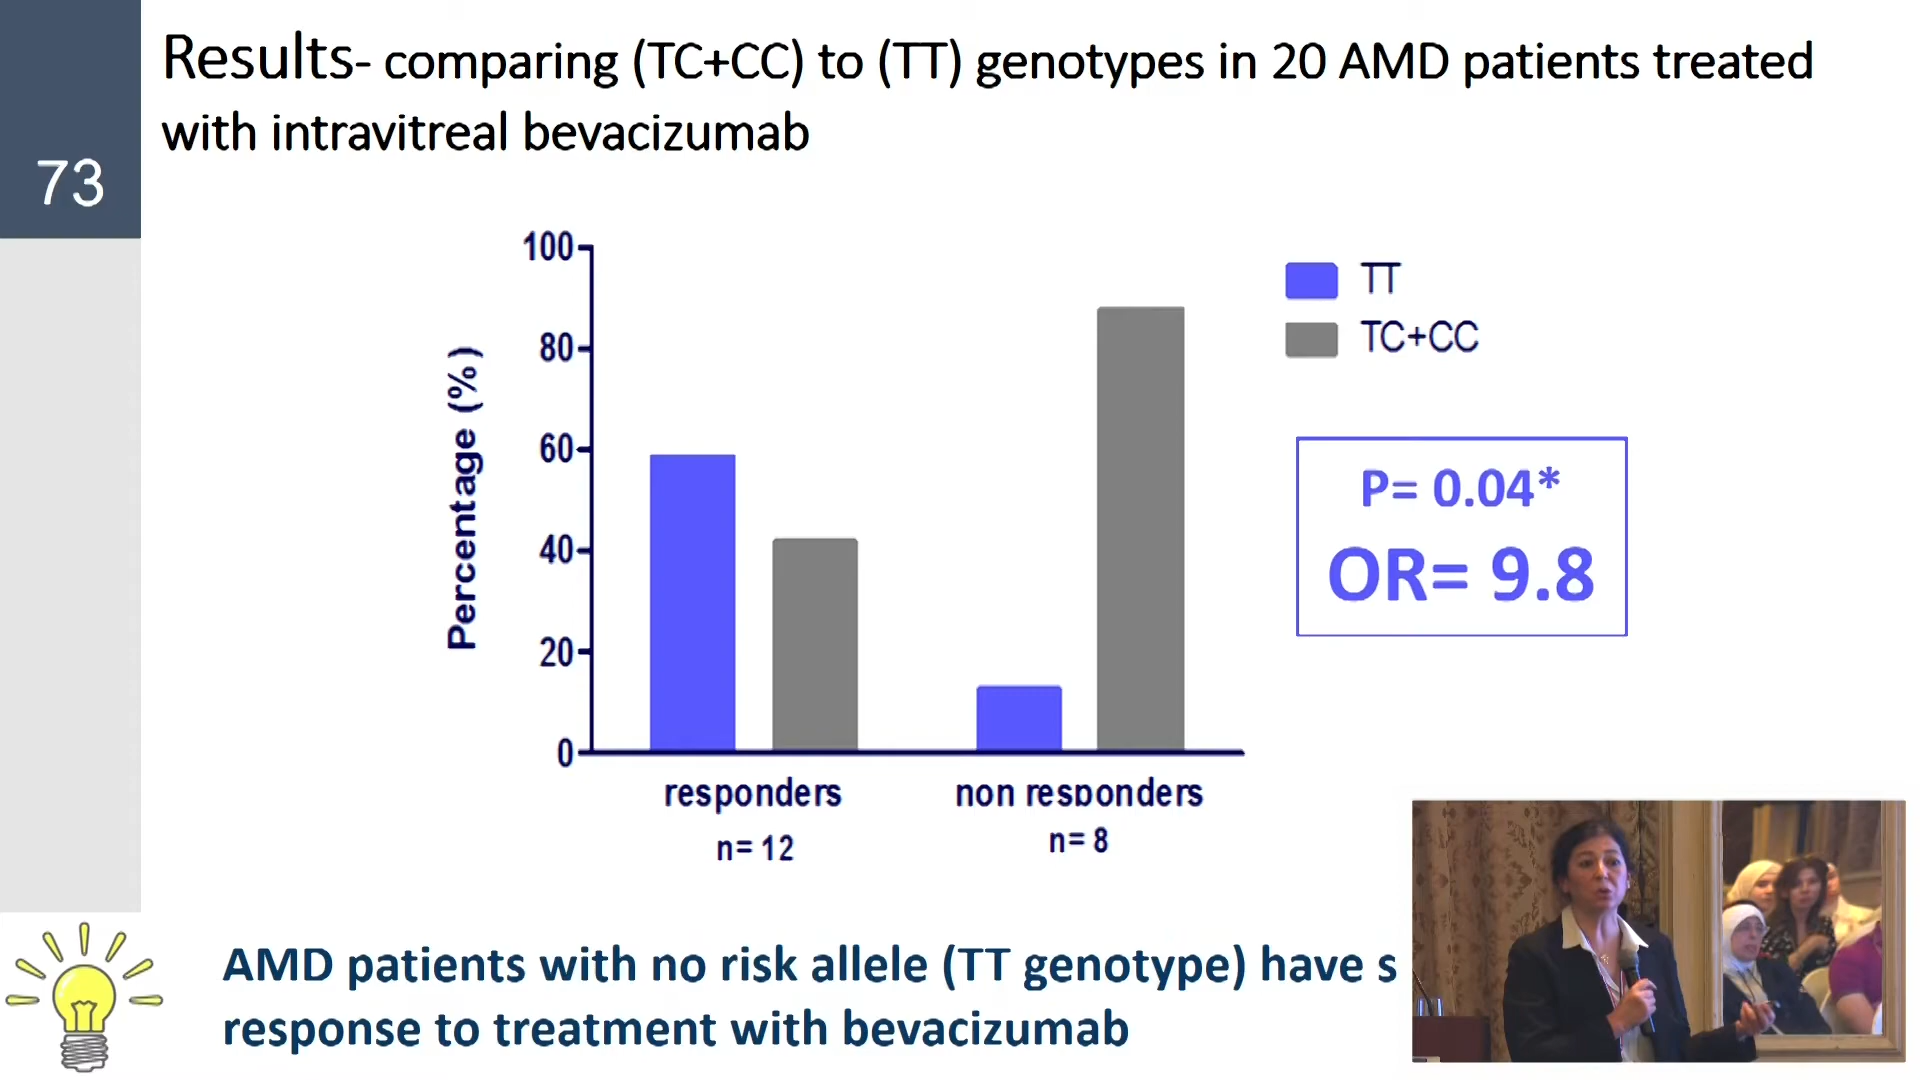 Results- comparing (TC+CC) to (TT) genotypes in 20 AMD patients treated
with intravitreal bevacizumab
73
100
80
60
40
20
0
Percentage (%)
TT
TC+CC
P= 0.04*
OR= 9.8
responders
non responders
n= 12
n= 8
AMD patients with no risk allele (TT genotype) have s
response to treatment with bevacizumab